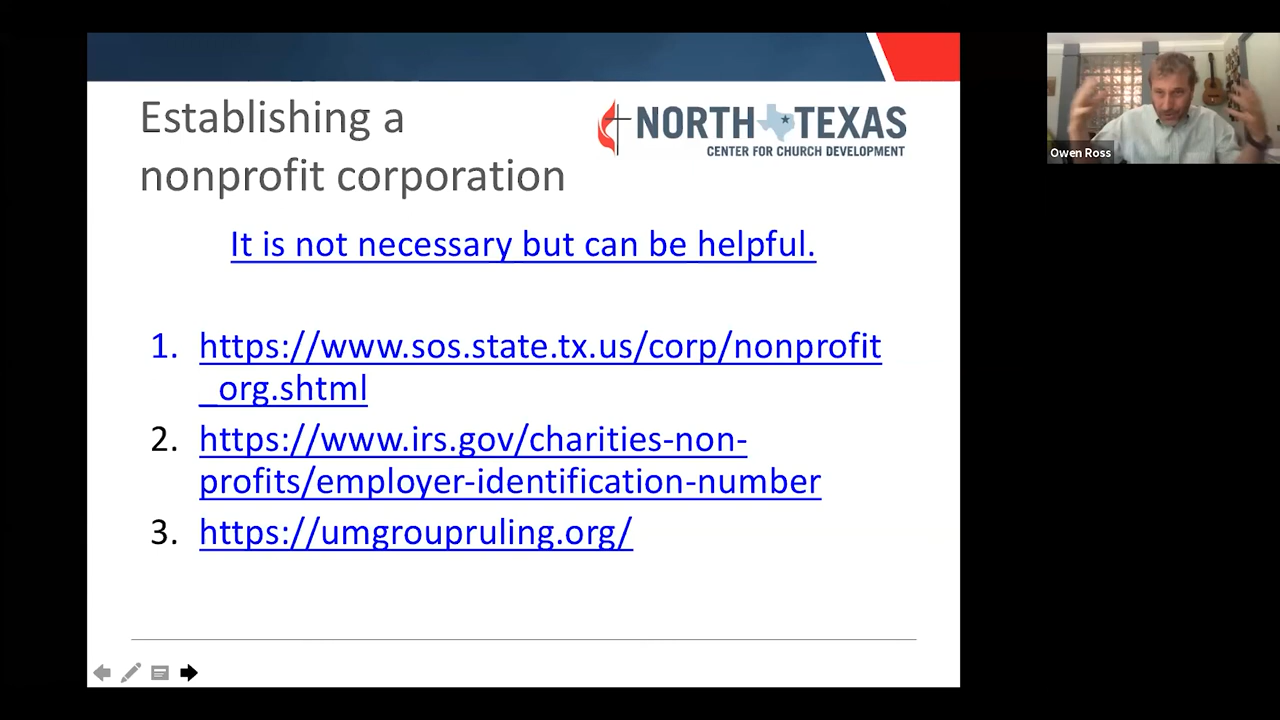 Establishing a
nonprofit corporation
NORTH TEXAS
CENTER FOR CHURCH DEVELOPMENT
It is not necessary but can be helpful.
1. https://www.sos.state.tx.us/corp/nonprofit
_org.shtml
2. https://www.irs.gov/charities-non-
profits/employer-identification-number
3. https://umgroupruling.org/
Owen Ross